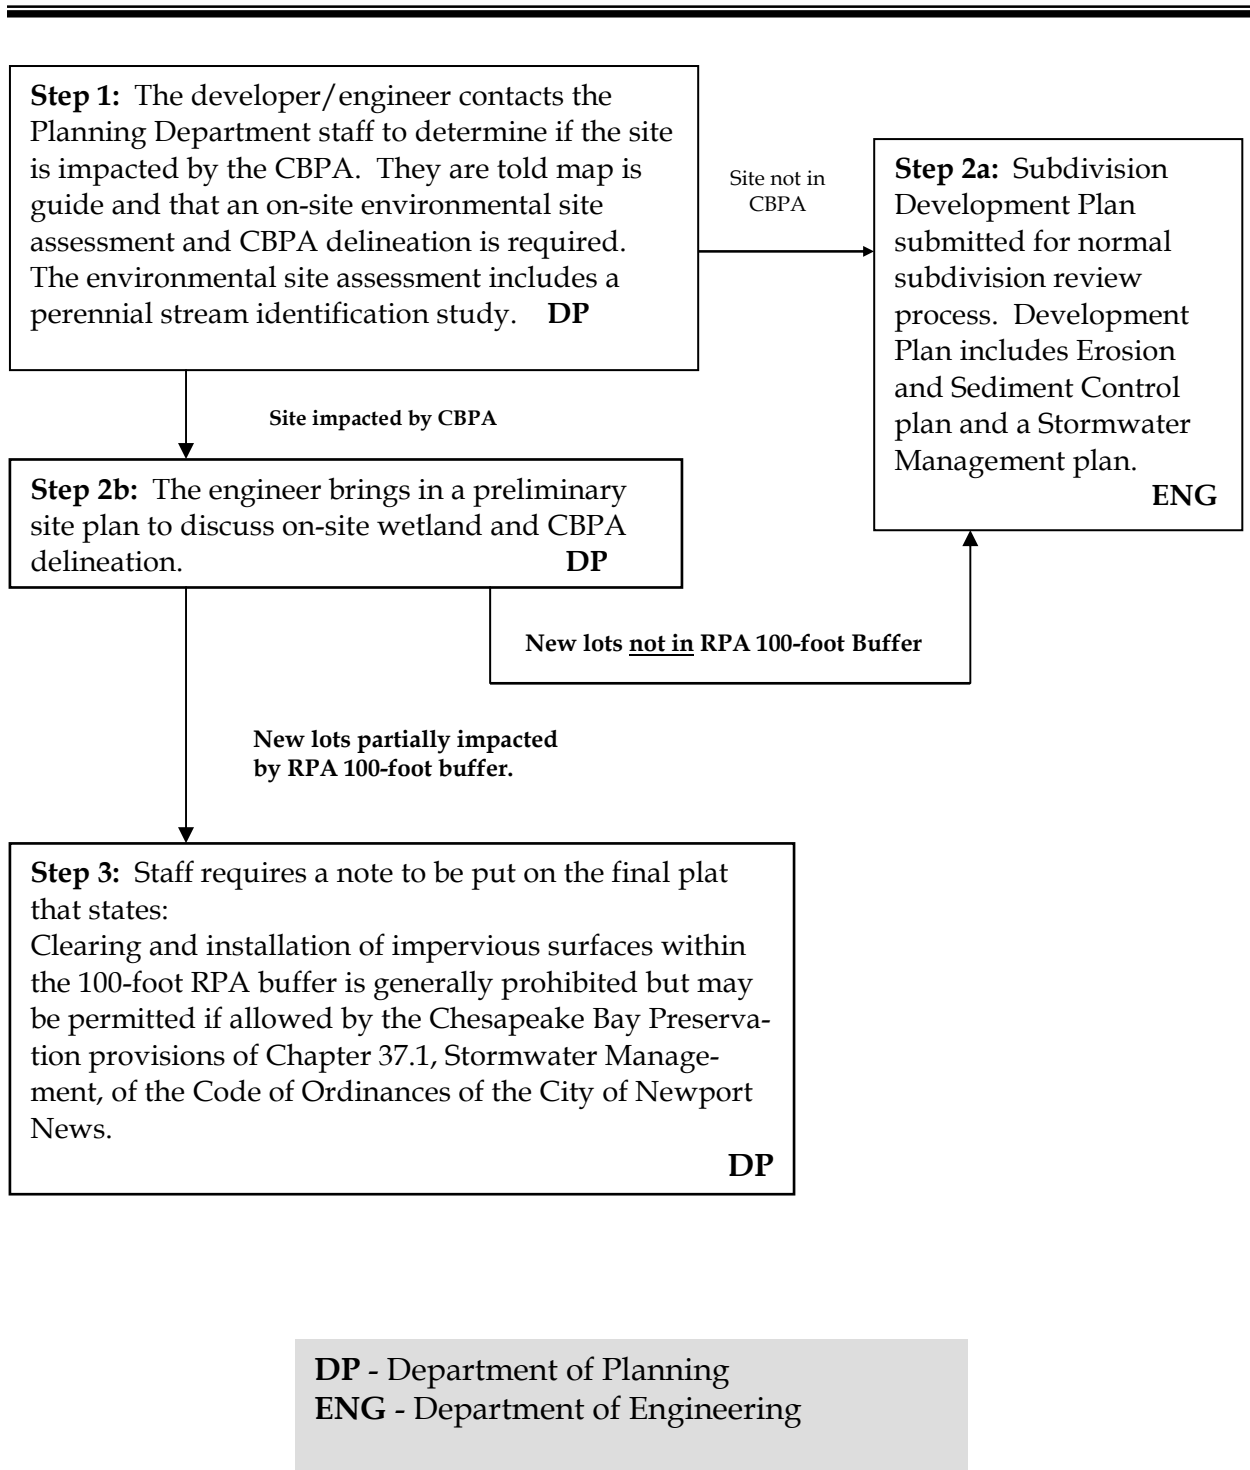 Step 1: The developer/engineer contacts the
Planning Department staff to determine if the site
is impacted by the CBPA. They are told map is
guide and that an on-site environmental site
assessment and CBPA delineation is required.
The environmental site assessment includes a
perennial stream identification study. DP
Site not in
CBPA
Step 2a: Subdivision
Development Plan
submitted for normal
subdivision review
process. Development
Plan includes Erosion
and Sediment Control
plan and a Stormwater
Management plan.
ENG
Site impacted by CBPA
Step 2b: The engineer brings in a preliminary
site plan to discuss on-site wetland and CBPA
delineation. DP
New lots not in RPA 100-foot Buffer
New lots partially impacted
by RPA 100-foot buffer.
Step 3: Staff requires a note to be put on the final plat
that states:
Clearing and installation of impervious surfaces within
the 100-foot RPA buffer is generally prohibited but may
be permitted if allowed by the Chesapeake Bay Preserva-
tion provisions of Chapter 37.1, Stormwater Manage-
ment, of the Code of Ordinances of the City of Newport
News.
DP
DP - Department of Planning
ENG - Department of Engineering